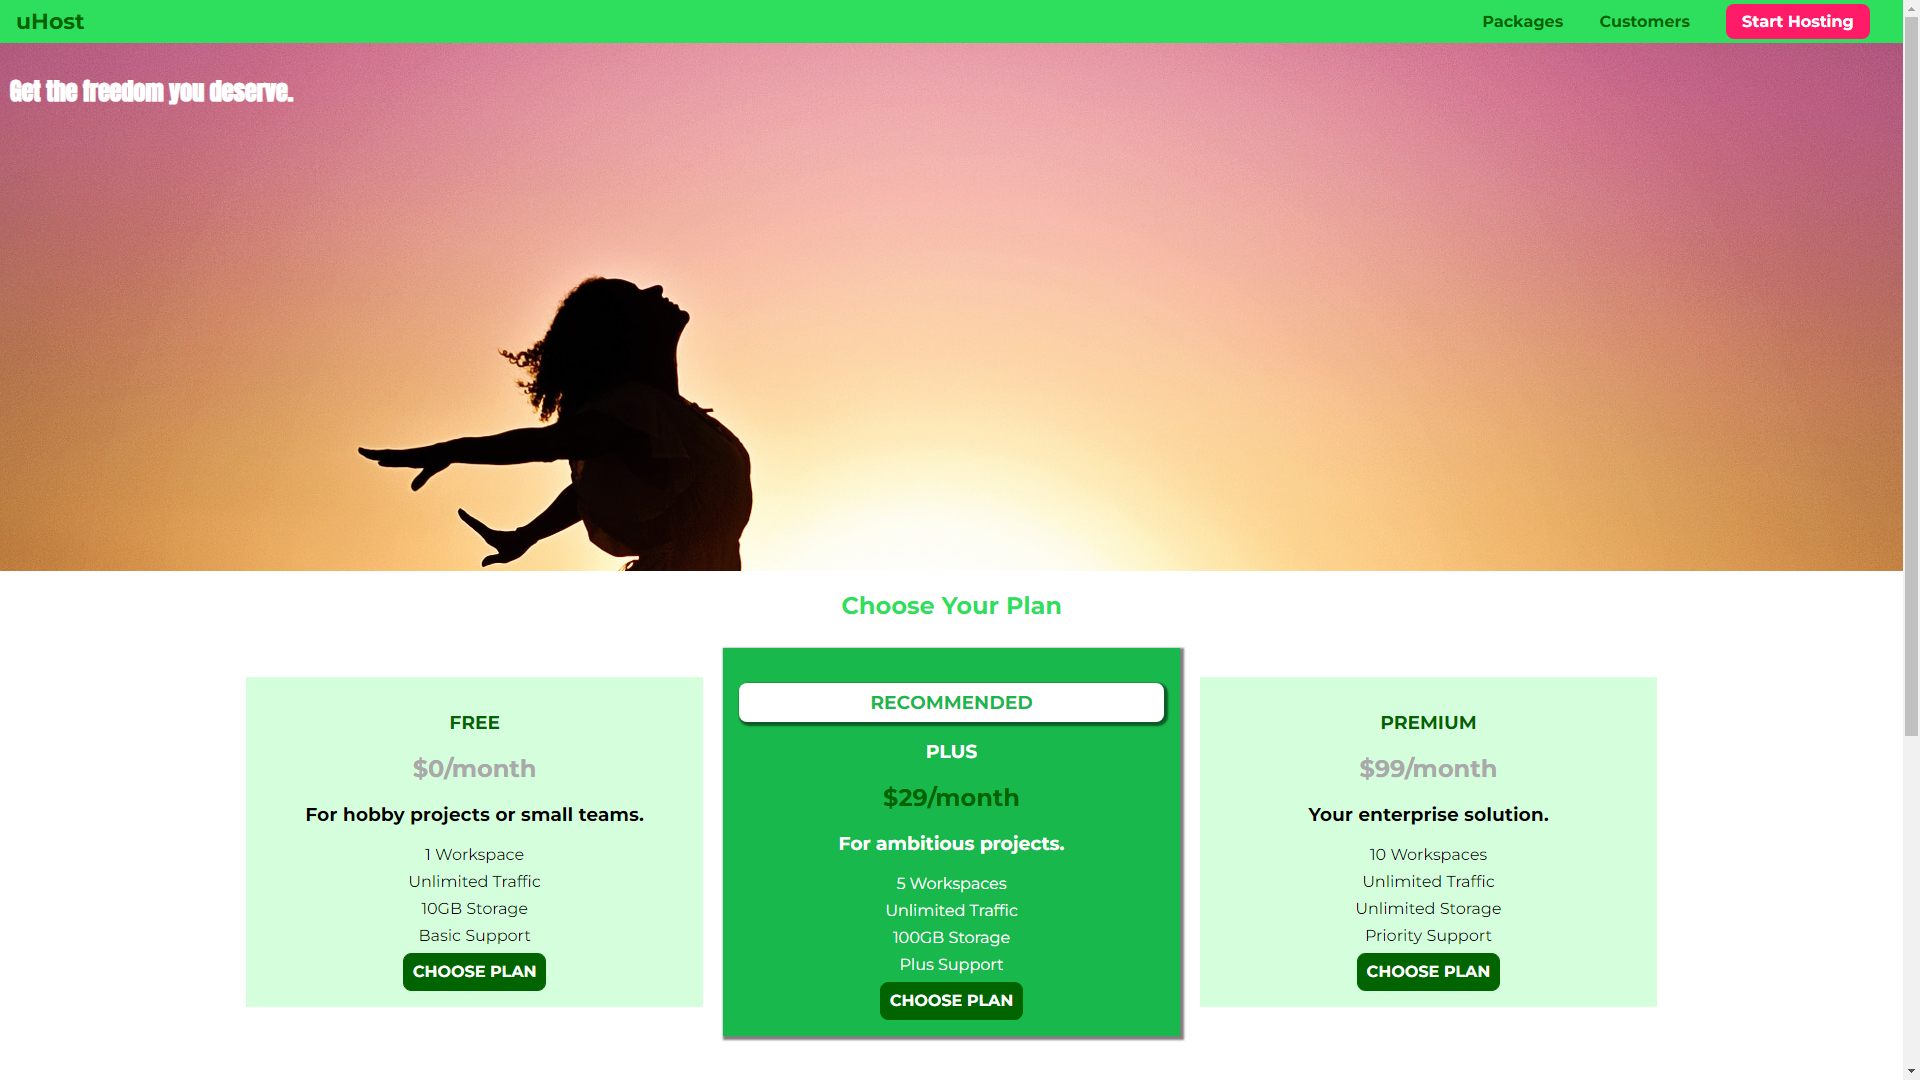 uHost
Packages
Customers
Start Hosting
Get the freedom you deserve.
Choose Your Plan
FREE
$0/month
For hobby projects or small teams.
1 Workspace
Unlimited Traffic
10GB Storage
Basic Support
CHOOSE PLAN
RECOMMENDED
PLUS
$29/month
For ambitious projects.
5 Workspaces
Unlimited Traffic
100GB Storage
Plus Support
CHOOSE PLAN
PREMIUM
$99/month
Your enterprise solution.
10 Workspaces
Unlimited Traffic
Unlimited Storage
Priority Support
CHOOSE PLAN